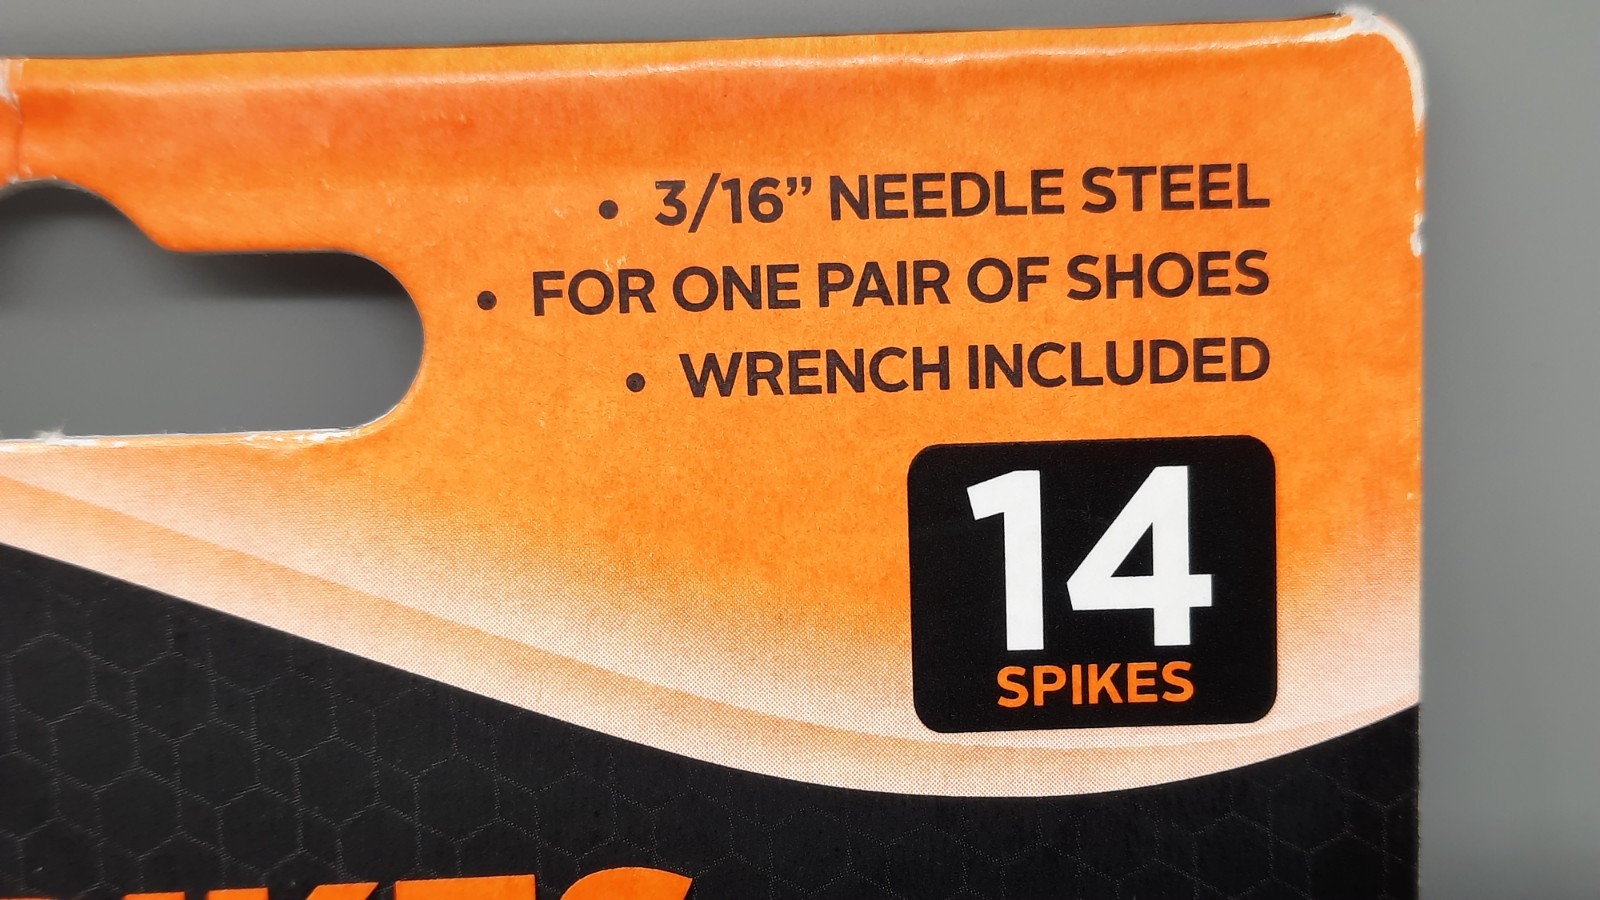 • 3/16” NEEDLE STEEL
• FOR ONE PAIR OF SHOES
• WRENCH INCLUDED
14
SPIKES